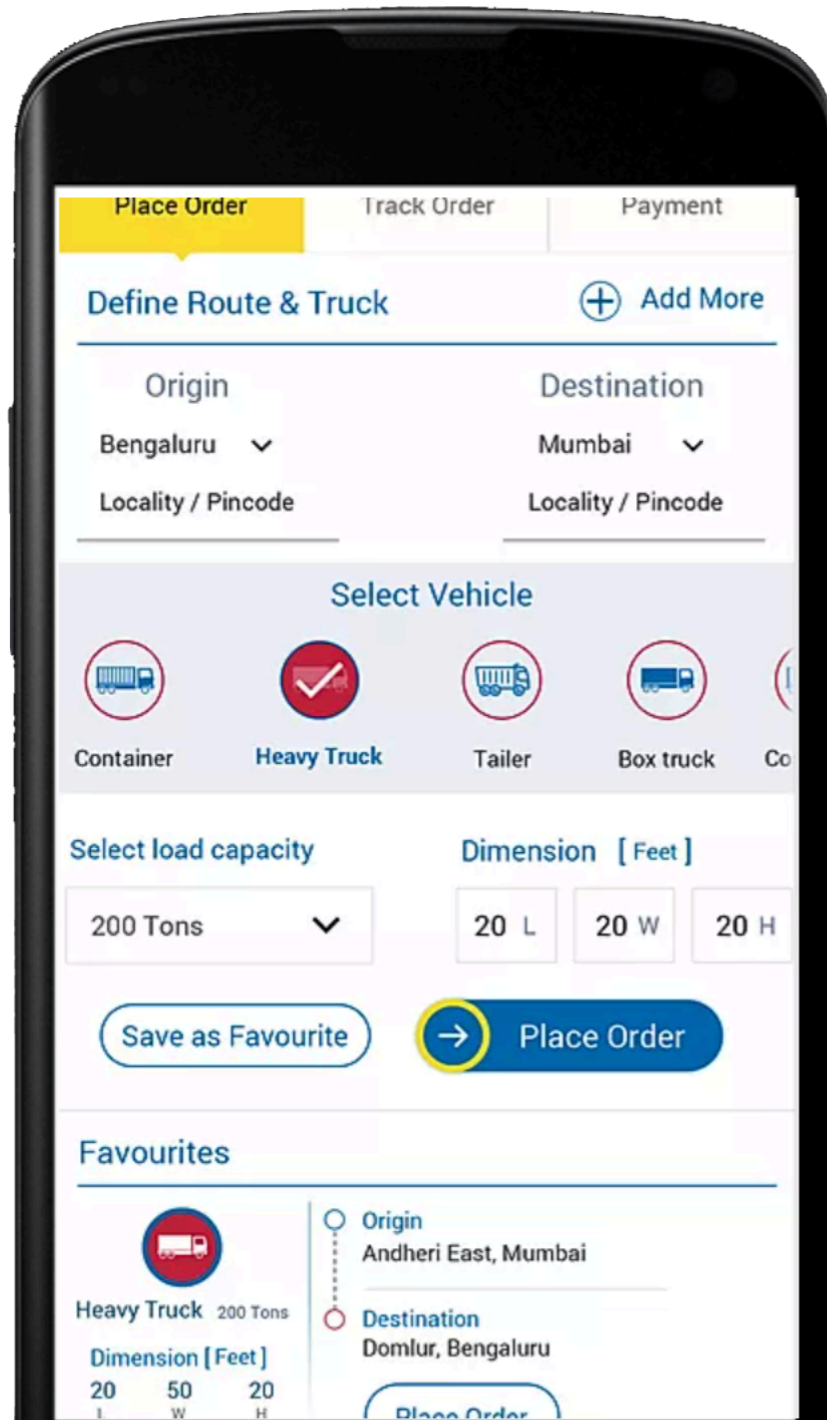 Place Order Track Order Payment
Define Route & Truck Add More
Origin Destination
Bengaluru Mumbai
Locality / Pincode Locality / Pincode
Select Vehicle
Container Heavy Truck Tailer Box truck Co
Select load capacity Dimension [ Feet ]
200 Tons 20 L 20 W 20 H
Save as Favourite Place Order
Favourites
Origin
Andheri East, Mumbai
Heavy Truck 200 Tons
Destination
Domlur, Bengaluru
Dimension [ Feet ]
20 50 20
L W H
Place Order